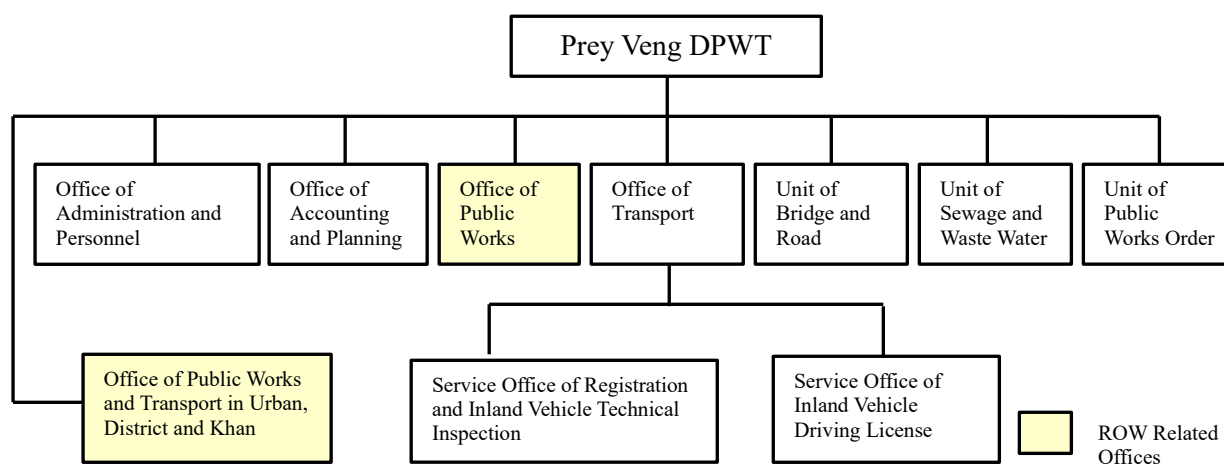 Prey Veng DPWT
Office of
Administration and
Personnel
Office of
Accounting
and Planning
Office of
Public
Works
Office of
Transport
Unit of
Bridge and
Road
Unit of
Sewage and
Waste Water
Unit of
Public
Works Order
Office of Public Works
and Transport in Urban,
District and Khan
Service Office of Registration
and Inland Vehicle Technical
Inspection
Service Office of
Inland Vehicle
Driving License
ROW Related
Offices